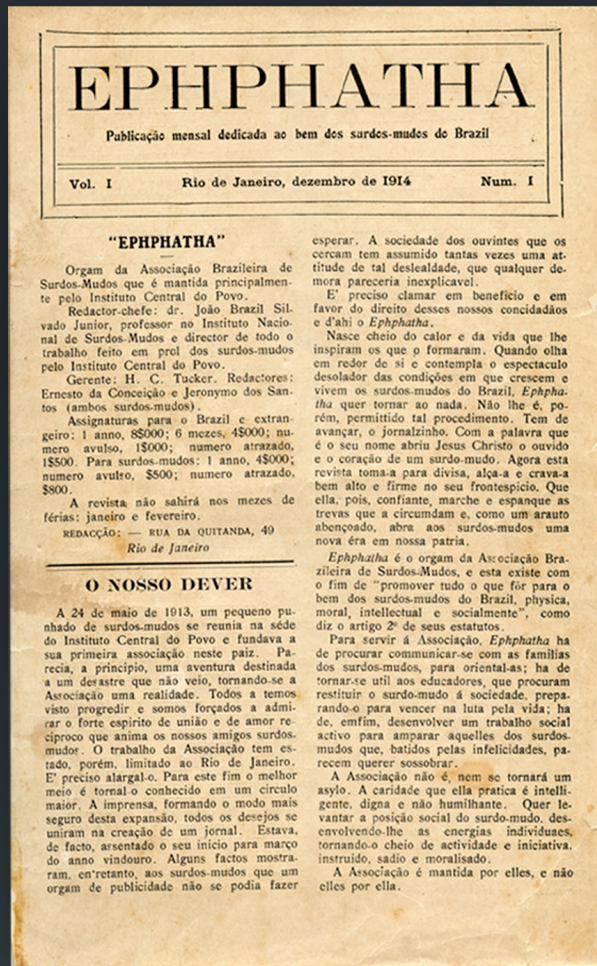 EPHPHATHA
Publicação mensal dedicada ao bem dos surdos-mudos do Brazil
Vol. I Rio de Janeiro, dezembro de 1914 Num. 1
"EPHPHATHA"
Orgam da Associação Brazileira de
Surdos-Mudos que é mantida principalmen-
te pelo Instituto Central do Povo.
Redactor-chefe: dr. João Brazil Sil-
vado Junior, professor no Instituto Nacio-
nal de Surdos-Mudos e director de todo o
trabalho feito em prol dos surdos-mudos
pelo Instituto Central do Povo.
Gerente: H. C. Tucker. Redactores:
Ernesto da Conceição e Jeronymo dos San-
tos (ambos surdos-mudos).
Assignaturas para o Brazil e extran-
geiro: 1 anno, 8$000; 6 mezes, 4$000; nu-
mero avulso, 1$000; numero atrazado,
1$500. Para surdos-mudos: 1 anno, 4$000;
numero avulso, $500; numero atrazado,
$800.
A revista não sahirá nos mezes de
férias: janeiro e fevereiro.
REDACÇÃO: — RUA DA QUITANDA, 49
Rio de Janeiro
O NOSSO DEVER
A 24 de maio de 1913, um pequeno pu-
nhado de surdos-mudos se reunia na séde
do Instituto Central do Povo e fundava a
sua primeira associação neste paiz. Pa-
recia, a principio, uma aventura destinada
a um desastre que não veio, tornando-se a
Associação uma realidade. Todos a temos
visto progredir e somos forçados a admi-
rar o forte espirito de união e de amor re-
ciproco que anima os nossos amigos surdos-
mudos. O trabalho da Associação tem es-
tado, porém, limitado ao Rio de Janeiro.
E' preciso alargal-o. Para este fim o melhor
meio é tornal-o conhecido em um circulo
maior. A imprensa, formando o modo mais
seguro desta expansão, todos os desejos se
uniram na creação de um jornal. Estava,
de facto, assentado o seu inicio para março
do anno vindouro. Alguns factos mostra-
ram, entretanto, aos surdos-mudos que um
orgam de publicidade não se podia fazer
esperar. A sociedade dos ouvintes que os
cercam tem assumido tantas vezes uma at-
titude de tal deslealdade, que qualquer de-
mora pareceria inexplicavel.
E' preciso clamar em beneficio e em
favor do direito desses nossos concidadãos
e d'ahi o Ephphatha.
Nasce cheio do calor e da vida que lhe
inspiram os que o formaram. Quando olha
em redor de si e contempla o espectaculo
desolador das condições em que crescem e
vivem os surdos-mudos do Brazil, Ephpha-
tha quer tornar ao nada. Não lhe é, po-
rém, permittido tal procedimento. Tem de
avançar, o jornalzinho. Com a palavra que
é o seu nome abriu Jesus Christo o ouvido
e o coração de um surdo-mudo. Agora esta
revista toma-a para divisa, alça-a e crava-a
bem alto e firme no seu frontespicio. Que
ella, pois, confiante, marche e espanque as
trevas que a circumdam e, como um arauto
abençoado, abra aos surdos-mudos uma
nova éra em nossa patria.
Ephphatha é o orgam da Associação Bra-
zileira de Surdos-Mudos, e esta existe com
o fim de "promover tudo o que fôr para o
bem dos surdos-mudos do Brazil, physica,
moral, intellectual e socialmente", como
diz o artigo 2º de seus estatutos.
Para servir á Associação, Ephphatha ha
de procurar communicar-se com as familias
dos surdos-mudos, para oriental-as; ha de
tornar-se util aos educadores, que procuram
restituir o surdo-mudo á sociedade, prepa-
rando-o para vencer na luta pela vida; ha
de, emfim, desenvolver um trabalho social
activo para amparar aquelles dos surdos-
mudos que, batidos pelas infelicidades, pa-
recem querer sossobrar.
A Associação não é, nem se tornará um
asylo. A caridade que ella pratica é intelli-
gente, digna e não humilhante. Quer le-
vantar a posição social do surdo-mudo, des-
envolvendo-lhe as energias individuaes,
tornando-o cheio de actividade e iniciativa,
instruido, sadio e moralisado.
A Associação é mantida por elles, e não
elles por ella.